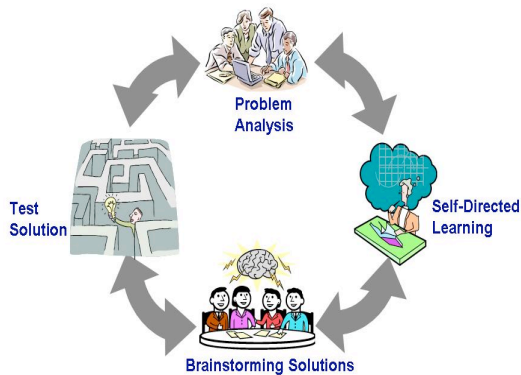 Problem
Analysis
Self-Directed
Learning
Brainstorming Solutions
Test
Solution